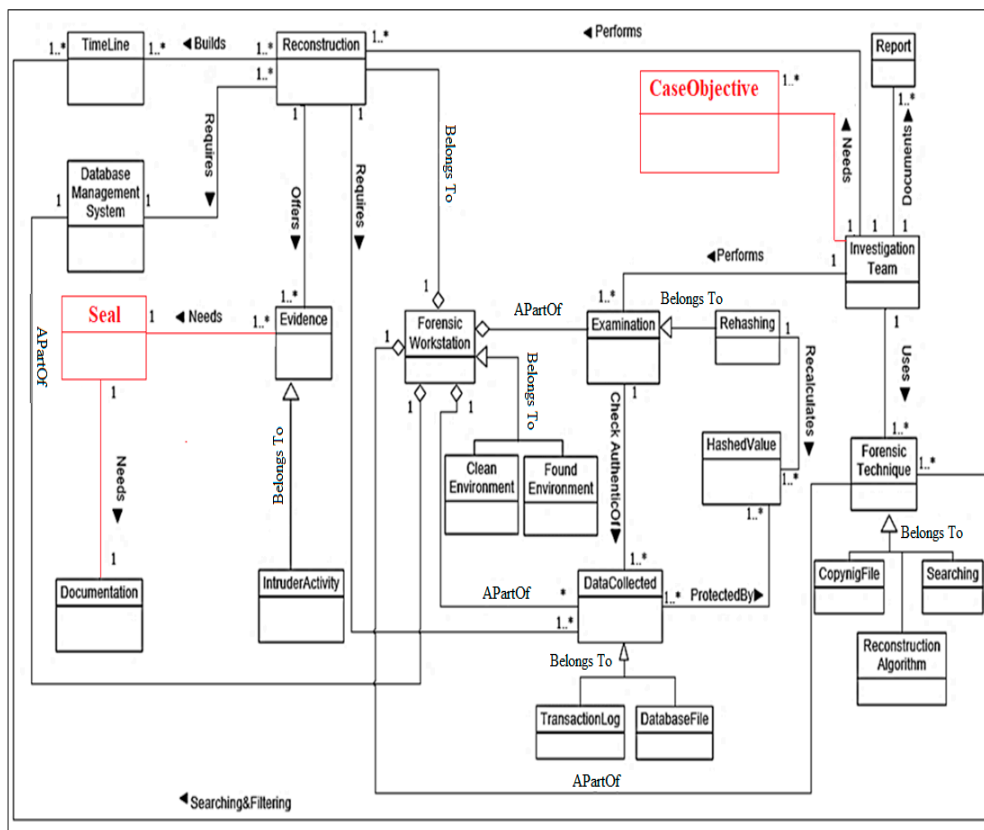 TimeLine
1..*
1..*
◄Builds
1..*
Reconstruction
1..*
◄Performs
Report
1..*
1
1
CaseObjective
1..*
1..*
Requires
Offers
Requires
Belongs To
◄Needs
Documents
Database
Management
System
1
1
1
1
1
Investigation
Team
1
◄Performs
1..*
Seal
1
◄Needs
1..*
1..*
Evidence
1
1
Forensic
Workstation
APartOf
1..*
Examination
Belongs To
Rehashing
1
1
APartOf
1
1
1
Belongs To
Recalculates
Uses
Belongs To
Check AuthenticOf
HashedValue
1..*
1..*
1..*
Forensic
Technique
1..*
Clean
Environment
Found
Environment
Needs
1
Belongs To
Documentation
IntruderActivity
APartOf
*
1..*
1..*
DataCollected
1..*
ProtectedBy►
CopynigFile
Searching
Belongs To
Reconstruction
Algorithm
TransactionLog
DatabaseFile
APartOf
◄Searching&Filtering